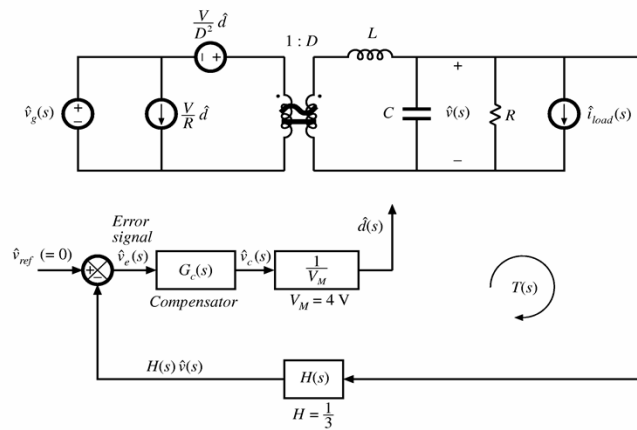 V/D² d̂
1 : D
L
− +
v̂g(s)
+
−
V/R d̂
C
+
v̂(s)
−
R
îload(s)
d̂(s)
Error
signal
v̂ref (= 0)
v̂e(s)
v̂c(s)
+
−
Gc(s)
1/VM
Compensator
VM = 4 V
T(s)
H(s) v̂(s)
H(s)
H = 1/3